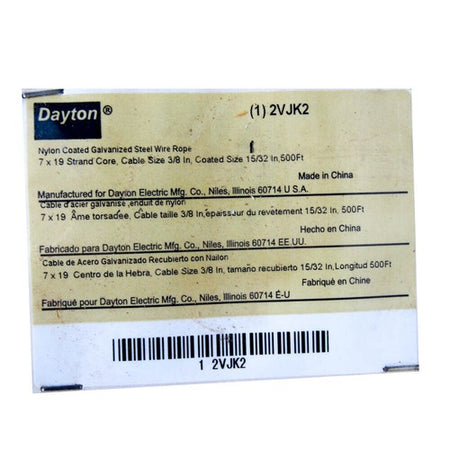 Dayton® (1) 2VJK2
Nylon Coated Galvanized Steel Wire Rope
7 x 19 Strand Core, Cable Size 3/8 In, Coated Size 15/32 In,500Ft
Made in China
Manufactured for Dayton Electric Mfg. Co., Niles, Illinois 60714 U S.A.
Cable d'acier galvanisé ,enduit de nylon
7 x 19 Âme torsadee, Cable taille 3/8 In,épaissur du revetement 15/32 In, 500Ft
Hecho en China
Fabricado para Dayton Electric Mfg. Co., Niles, Illinois 60714 EE.UU.
Cable de Acero Galvanizado Recubierto con Nailon
7 x 19 Centro de la Hebra, Cable Size 3/8 In, tamaño recubierto 15/32 In,Longitud 500Ft
Fabriqué en Chine
Fabriqué pour Dayton Electric Mfg. Co., Niles, Illinois 60714 É-U
1 2VJK2